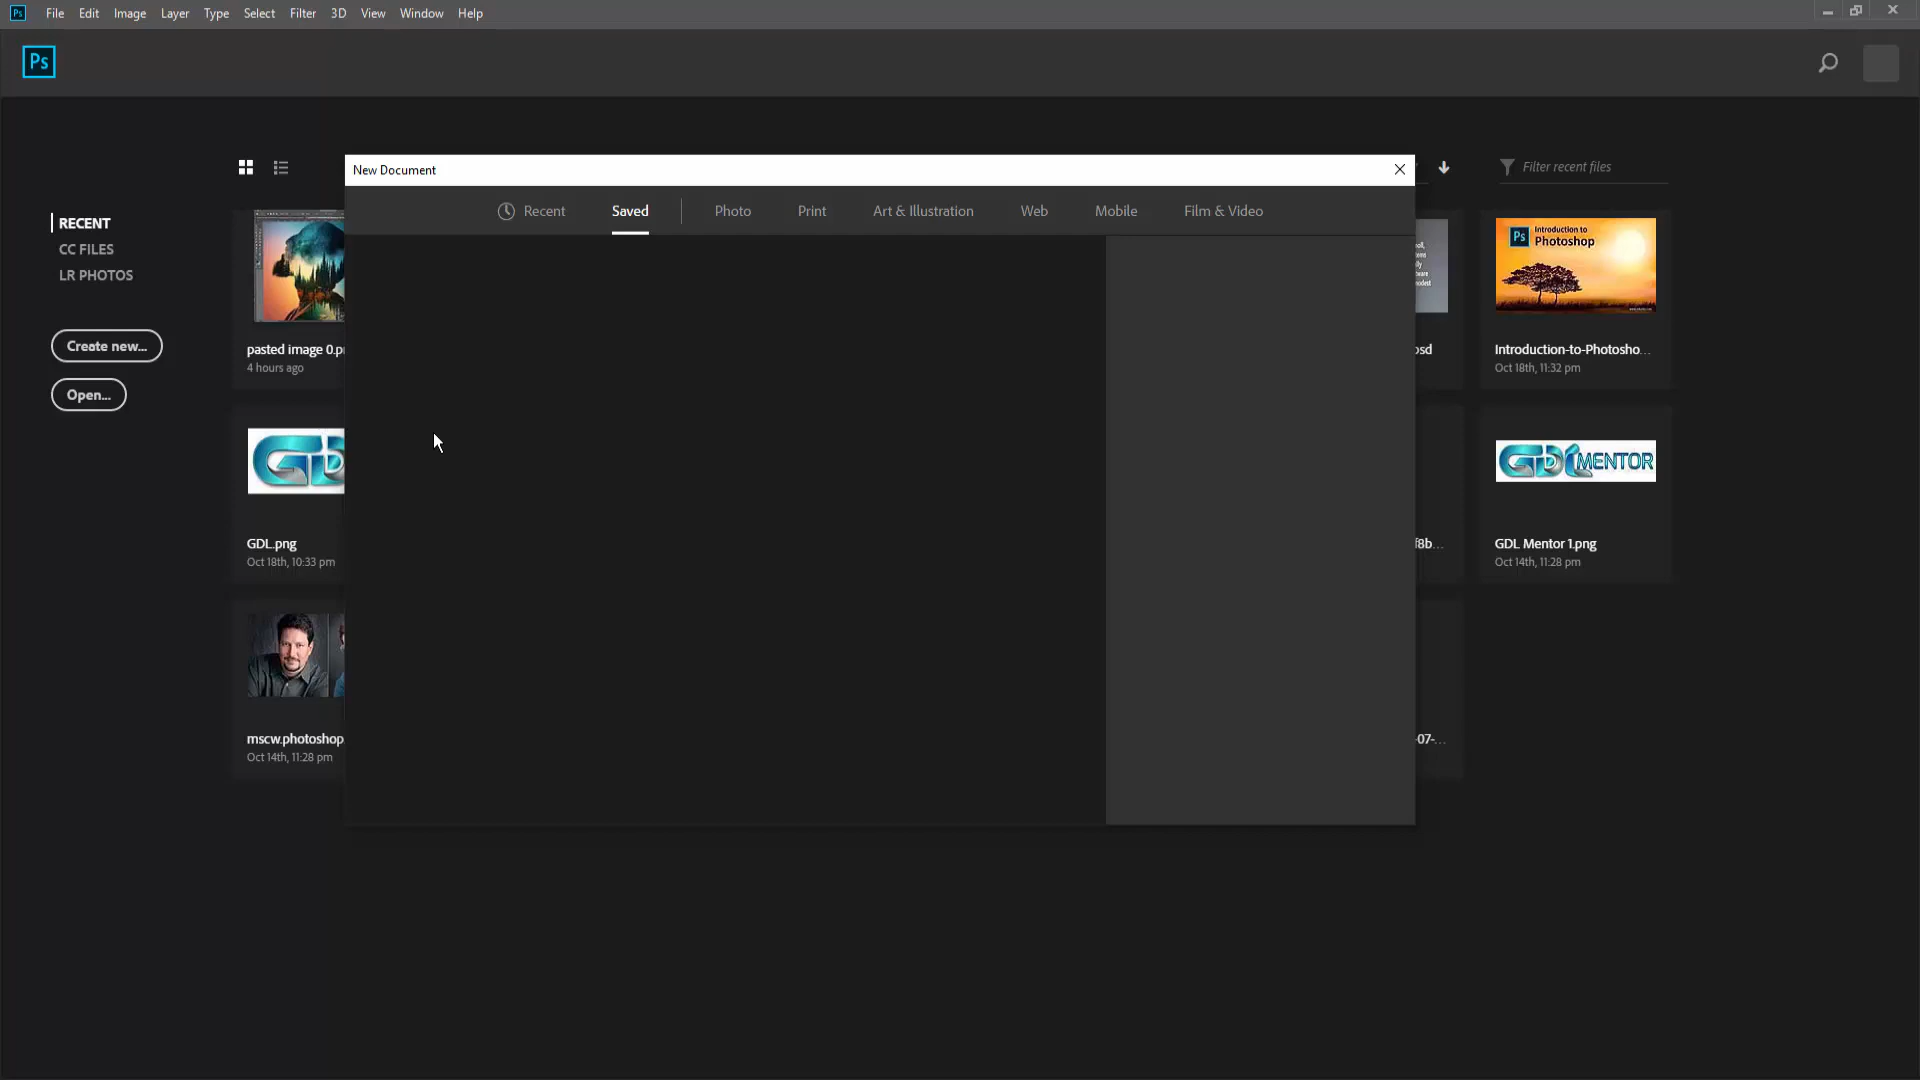 Ps File Edit Image Layer Type Select Filter 3D View Window Help
Ps
Filter recent files
New Document
Recent Saved Photo Print Art & Illustration Web Mobile Film & Video
RECENT
CC FILES
LR PHOTOS
Create new...
Open...
pasted image 0.p
4 hours ago
GDL.png
Oct 18th, 10:33 pm
mscw.photoshop.
Oct 14th, 11:28 pm
Ps Introduction to
Photoshop
Introduction-to-Photosho...
Oct 18th, 11:32 pm
GDL MENTOR
GDL Mentor 1.png
Oct 14th, 11:28 pm
f8b...
-07-...